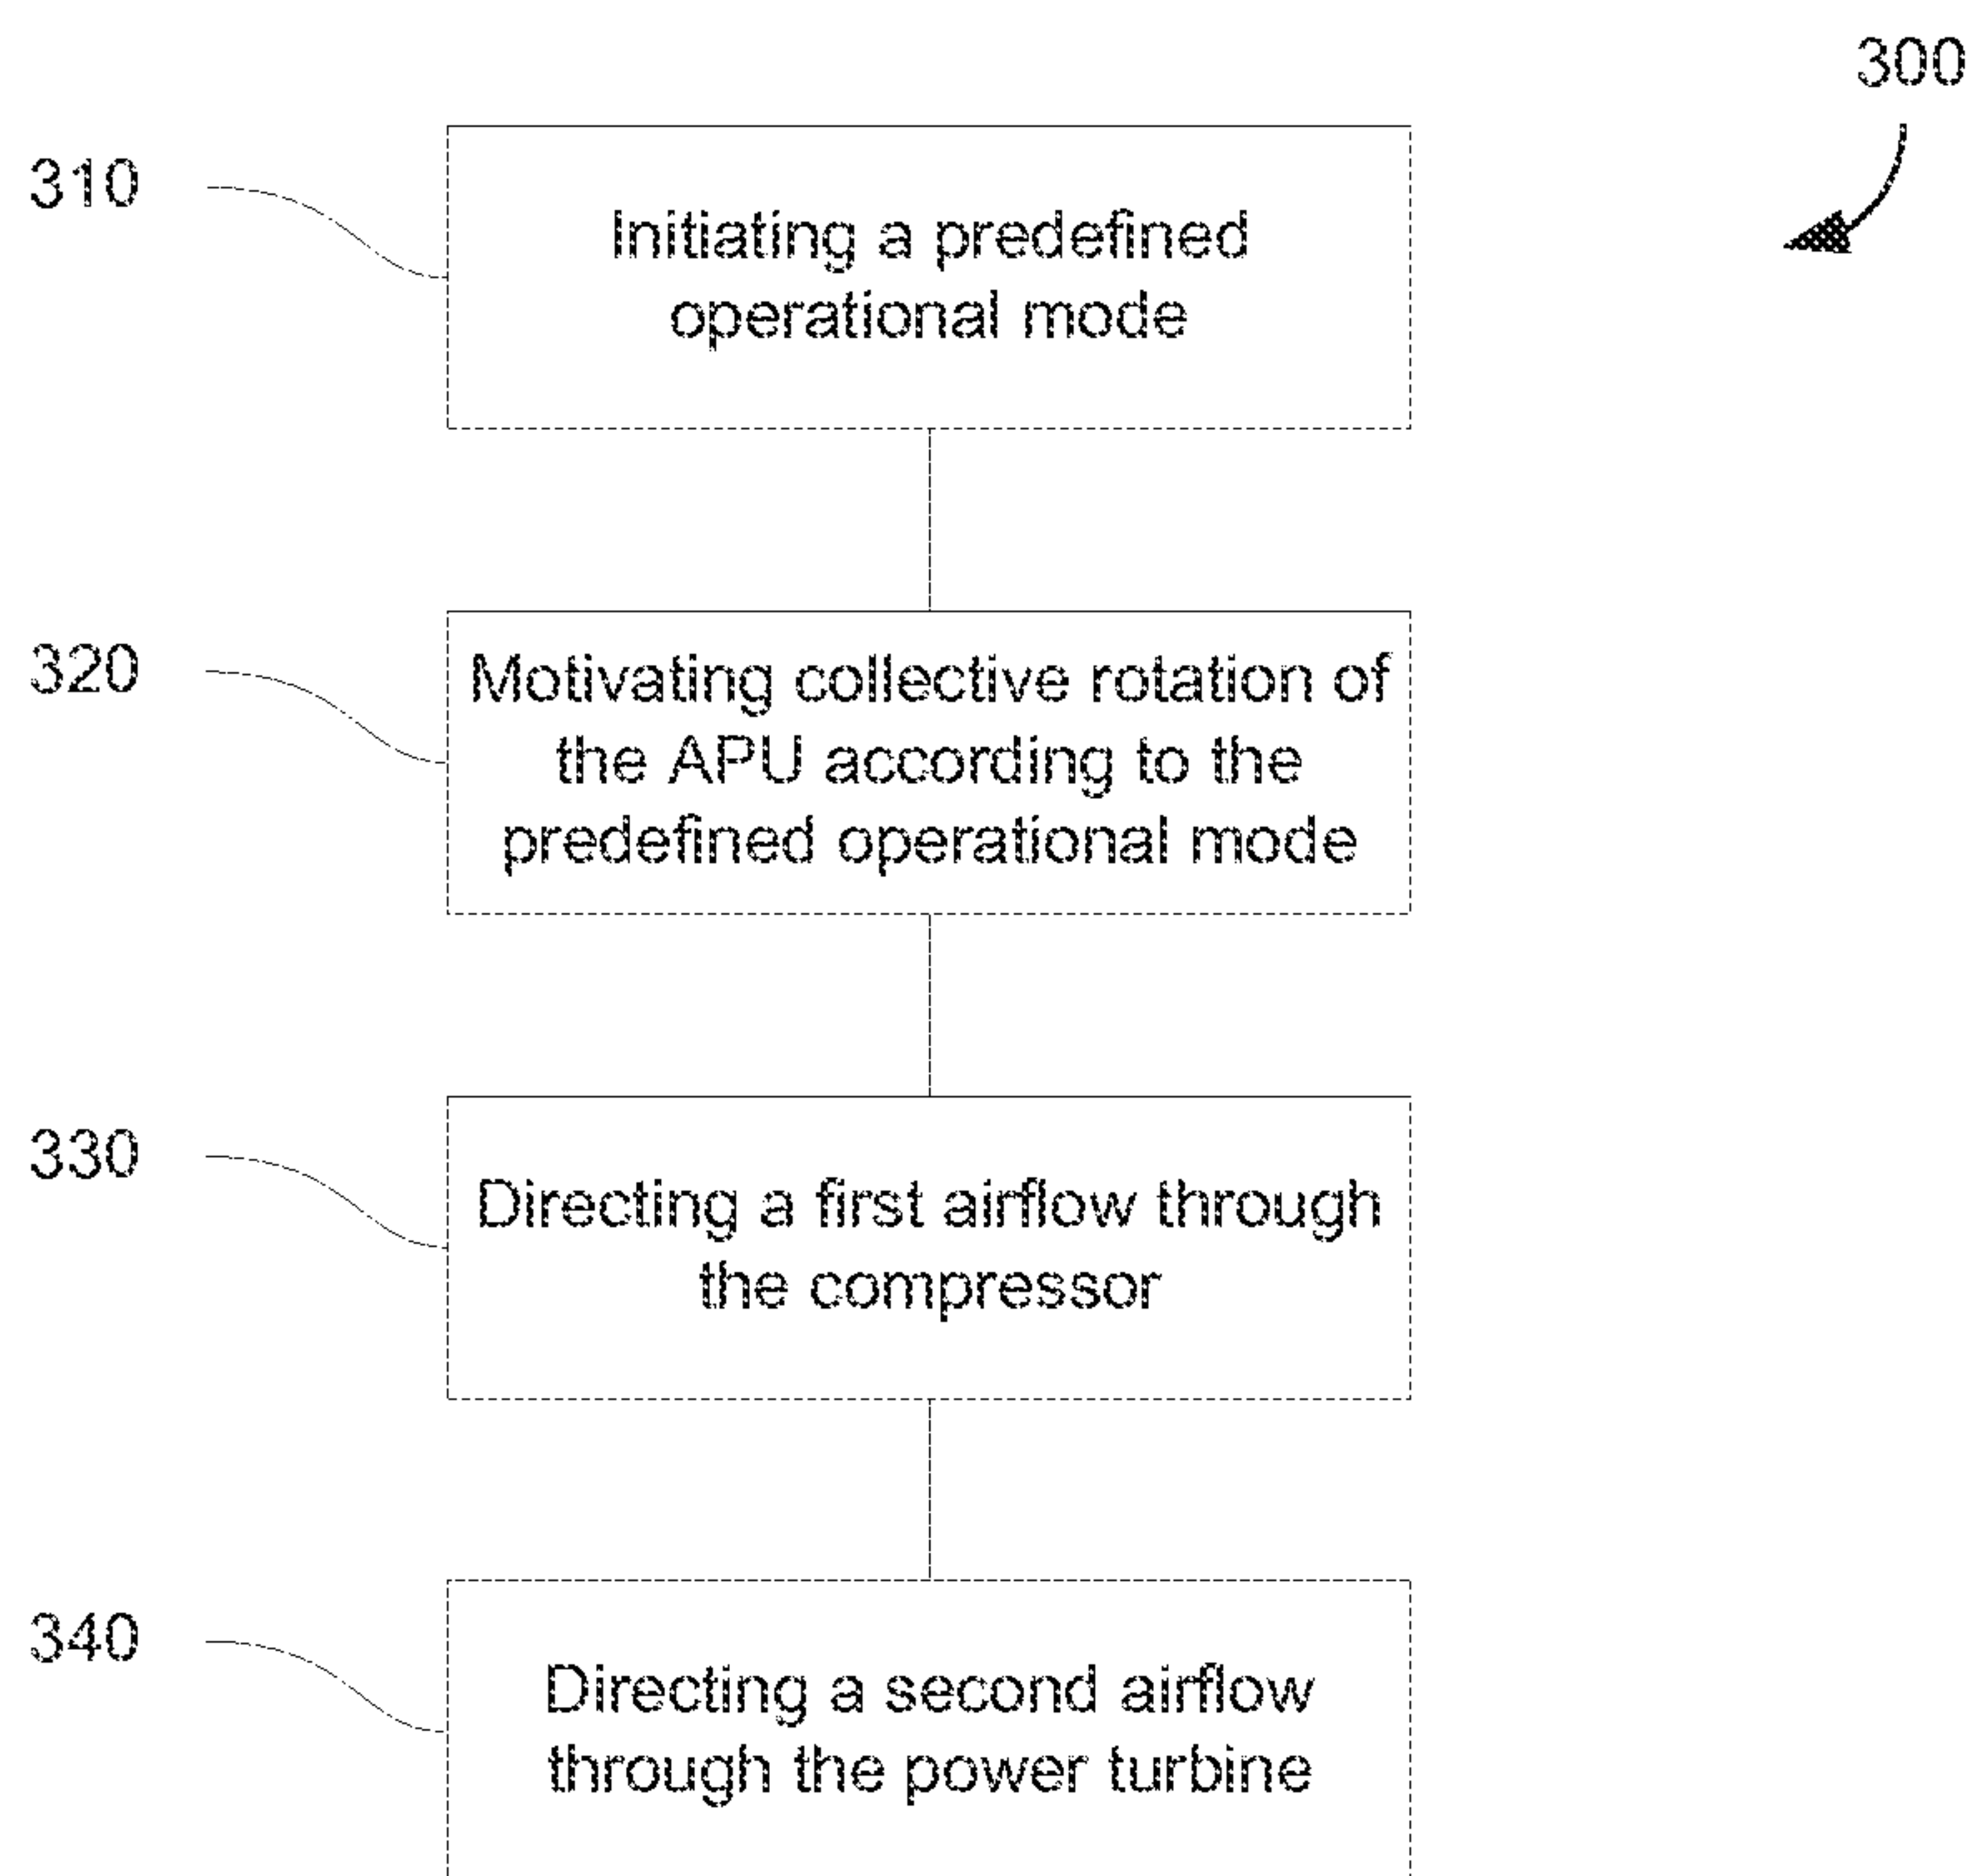 300
310
Initiating a predefined
operational mode
320
Motivating collective rotation of
the APU according to the
predefined operational mode
330
Directing a first airflow through
the compressor
340
Directing a second airflow
through the power turbine